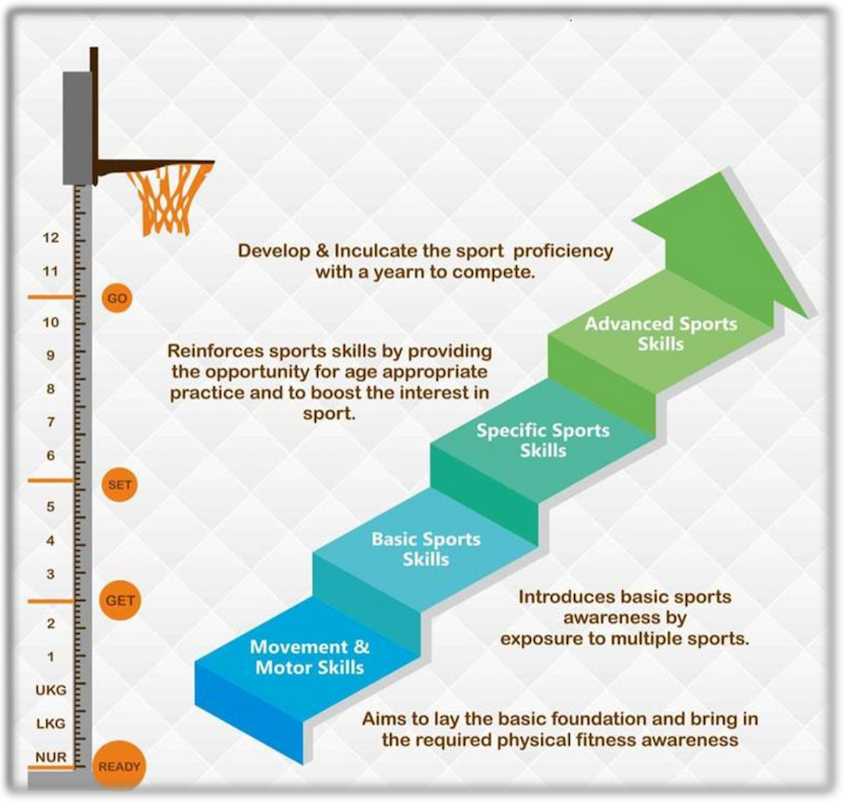 Develop & Inculcate the sport proficiency
with a yearn to compete.
Reinforces sports skills by providing
the opportunity for age appropriate
practice and to boost the interest in
sport.
Advanced Sports
Skills
Specific Sports
Skills
Basic Sports
Skills
Movement &
Motor Skills
Introduces basic sports
awareness by
exposure to multiple sports.
Aims to lay the basic foundation and bring in
the required physical fitness awareness
12
11
GO
10
9
8
7
6
SET
5
4
3
GET
2
1
UKG
LKG
NUR
READY